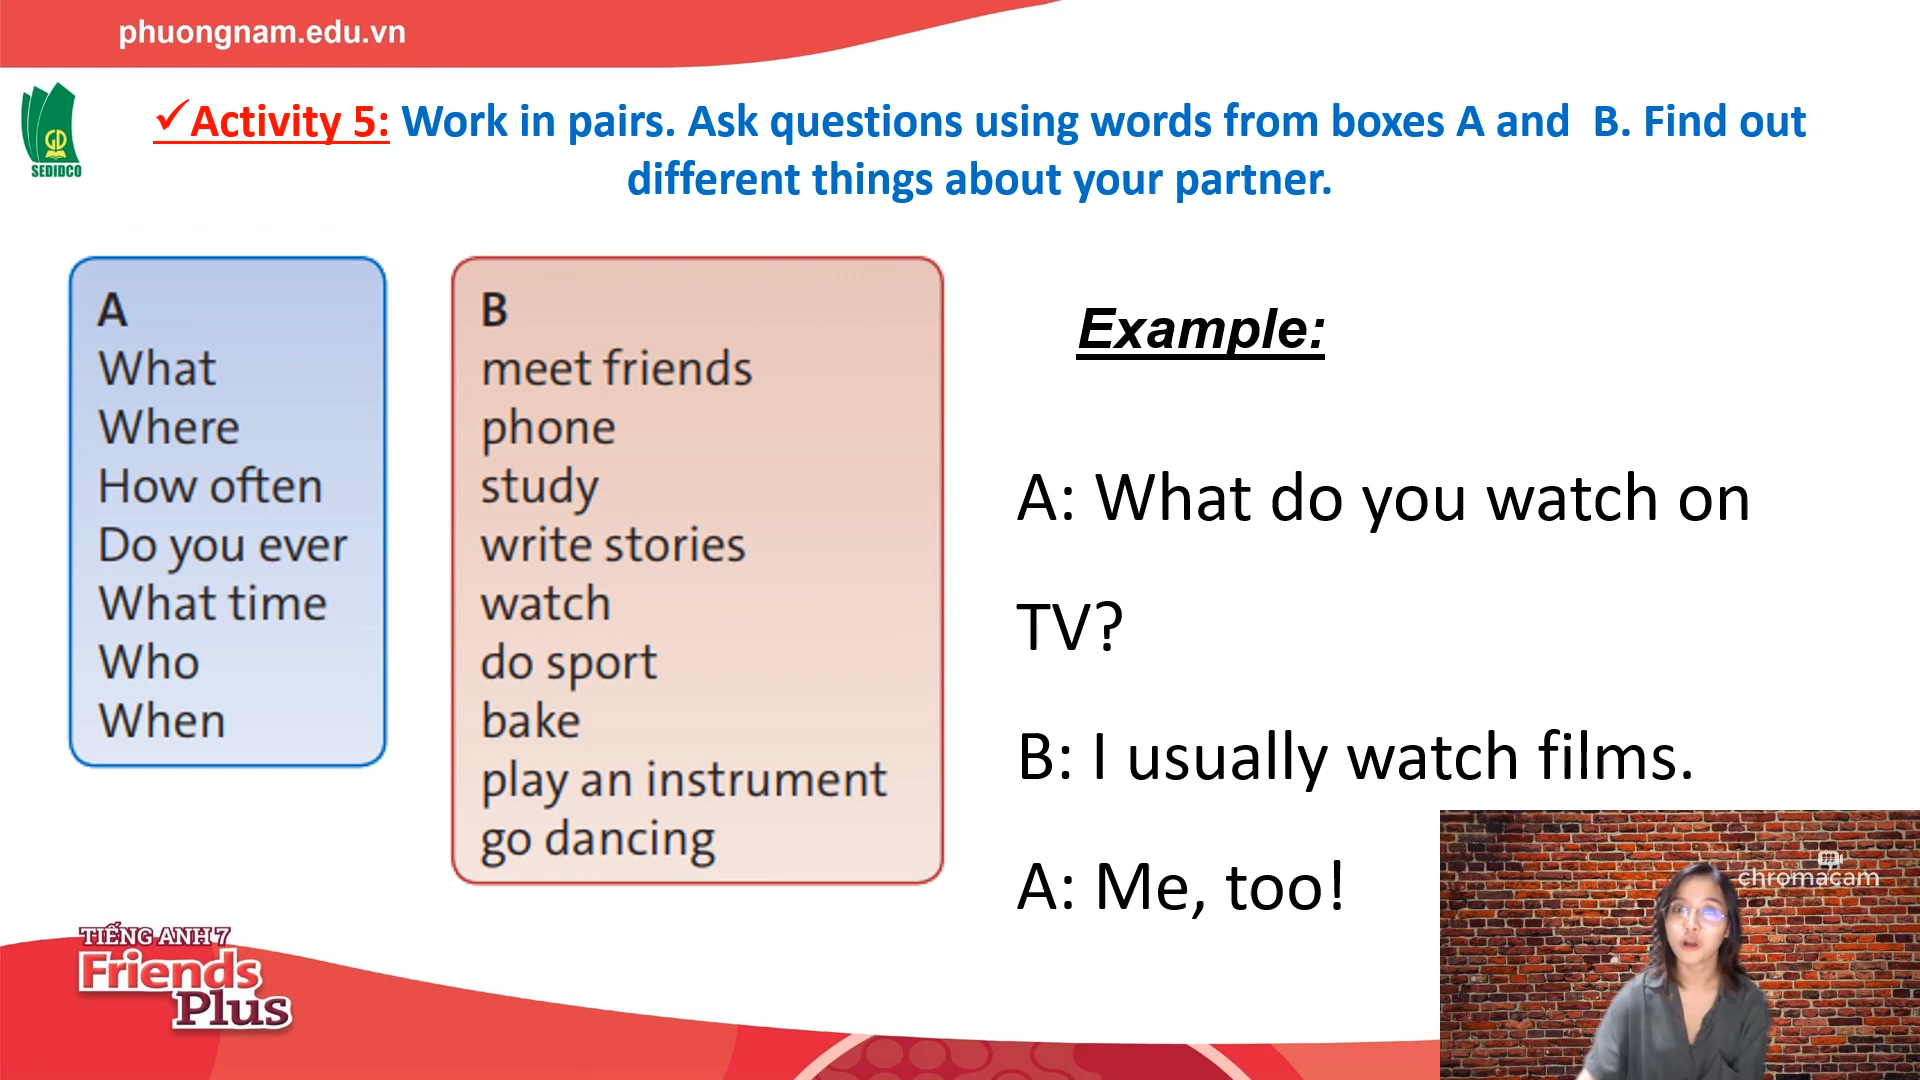 phuongnam.edu.vn
GD
SEDIDCO
✓Activity 5: Work in pairs. Ask questions using words from boxes A and B. Find out
different things about your partner.
A
What
Where
How often
Do you ever
What time
Who
When
B
meet friends
phone
study
write stories
watch
do sport
bake
play an instrument
go dancing
Example:
A: What do you watch on
TV?
B: I usually watch films.
A: Me, too!
chromacam
TIẾNG ANH 7
Friends
Plus